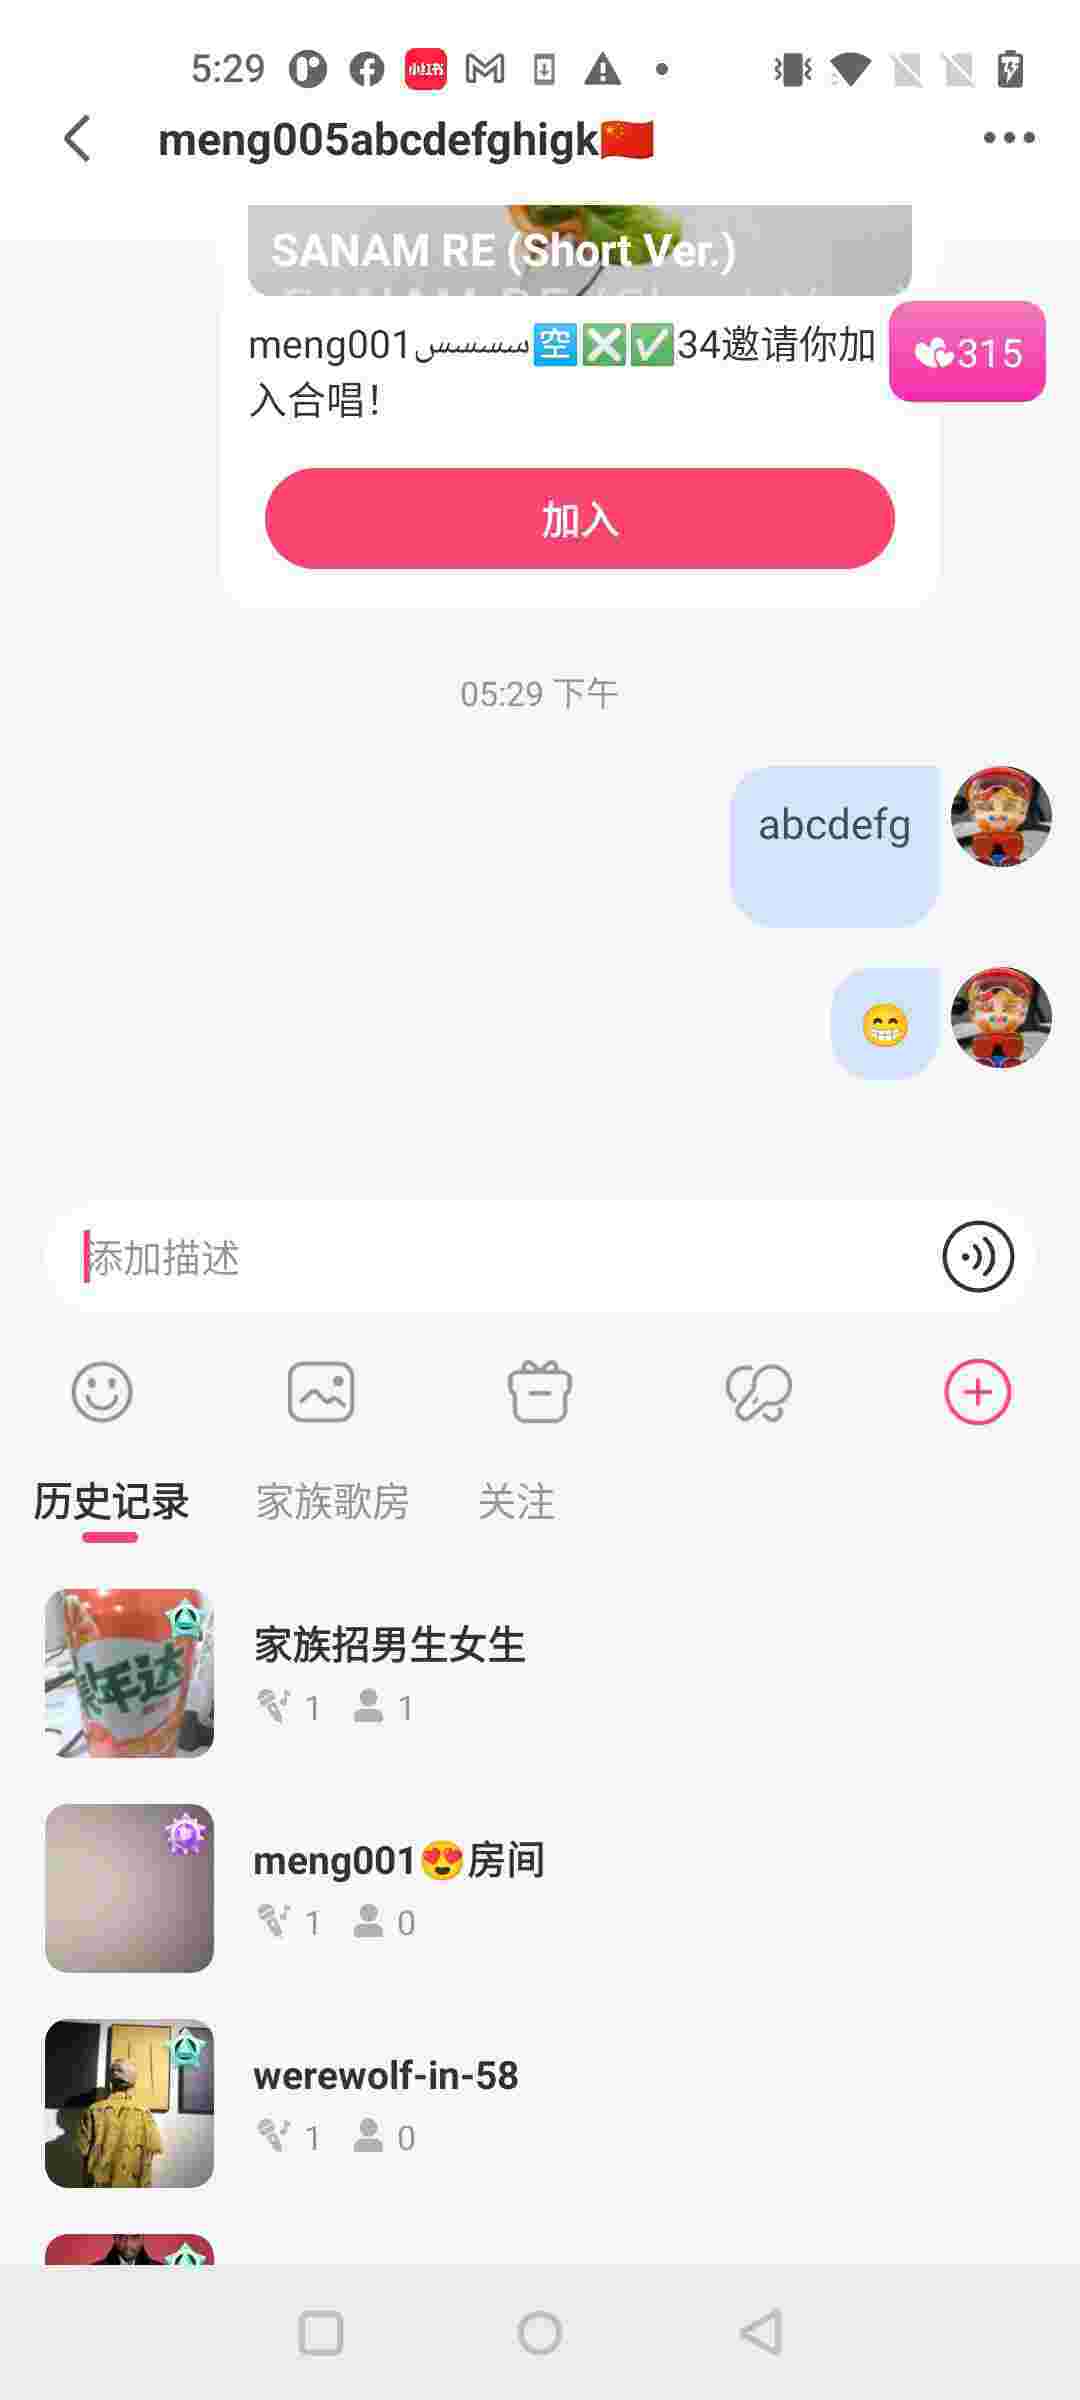 5:29
meng005abcdefghigk🇨🇳
SANAM RE (Short Ver.)
meng001سسسس🈳❎✅34邀请你加
入合唱！
315
加入
05:29 下午
abcdefg
😁
添加描述
历史记录 家族歌房 关注
家族招男生女生
1 1
meng001😍房间
1 0
werewolf-in-58
1 0